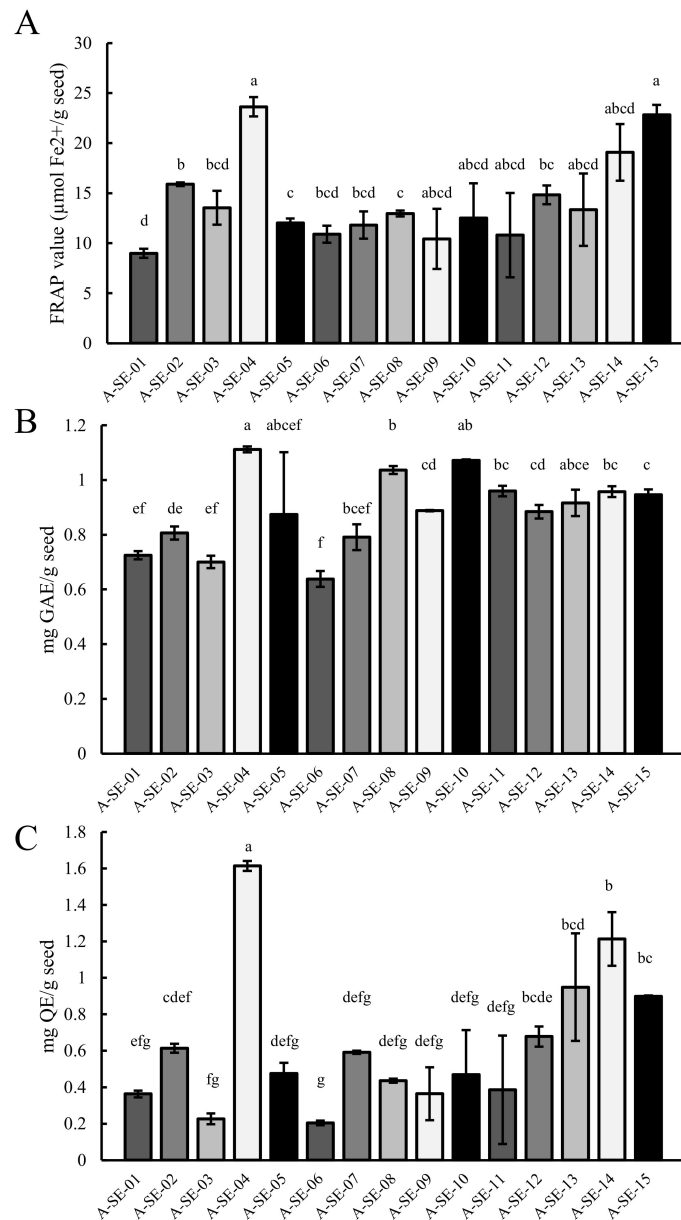 A
FRAP value (µmol Fe2+/g seed)
30
25
20
15
10
5
0
d
b
bcd
a
c
bcd
bcd
c
abcd
abcd
abcd
bc
abcd
abcd
a
A-SE-01
A-SE-02
A-SE-03
A-SE-04
A-SE-05
A-SE-06
A-SE-07
A-SE-08
A-SE-09
A-SE-10
A-SE-11
A-SE-12
A-SE-13
A-SE-14
A-SE-15
B
mg GAE/g seed
1.2
1
0.8
0.6
0.4
0.2
0
ef
de
ef
a
abcef
f
bcef
b
cd
ab
bc
cd
abce
bc
c
A-SE-01
A-SE-02
A-SE-03
A-SE-04
A-SE-05
A-SE-06
A-SE-07
A-SE-08
A-SE-09
A-SE-10
A-SE-11
A-SE-12
A-SE-13
A-SE-14
A-SE-15
C
mg QE/g seed
1.8
1.6
1.4
1.2
1
0.8
0.6
0.4
0.2
0
efg
cdef
fg
a
defg
g
defg
defg
defg
defg
defg
bcde
bcd
b
bc
A-SE-01
A-SE-02
A-SE-03
A-SE-04
A-SE-05
A-SE-06
A-SE-07
A-SE-08
A-SE-09
A-SE-10
A-SE-11
A-SE-12
A-SE-13
A-SE-14
A-SE-15